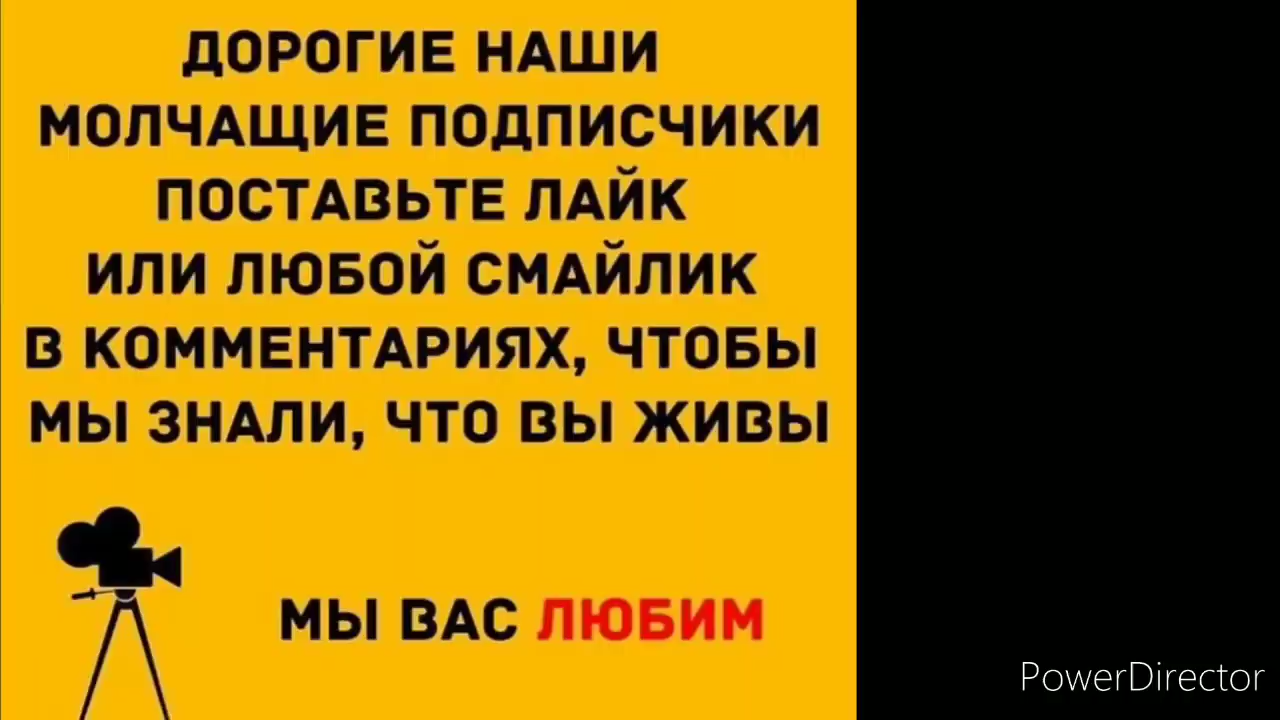 ДОРОГИЕ НАШИ
МОЛЧАЩИЕ ПОДПИСЧИКИ
ПОСТАВЬТЕ ЛАЙК
ИЛИ ЛЮБОЙ СМАЙЛИК
В КОММЕНТАРИЯХ, ЧТОБЫ
МЫ ЗНАЛИ, ЧТО ВЫ ЖИВЫ
МЫ ВАС ЛЮБИМ
PowerDirector